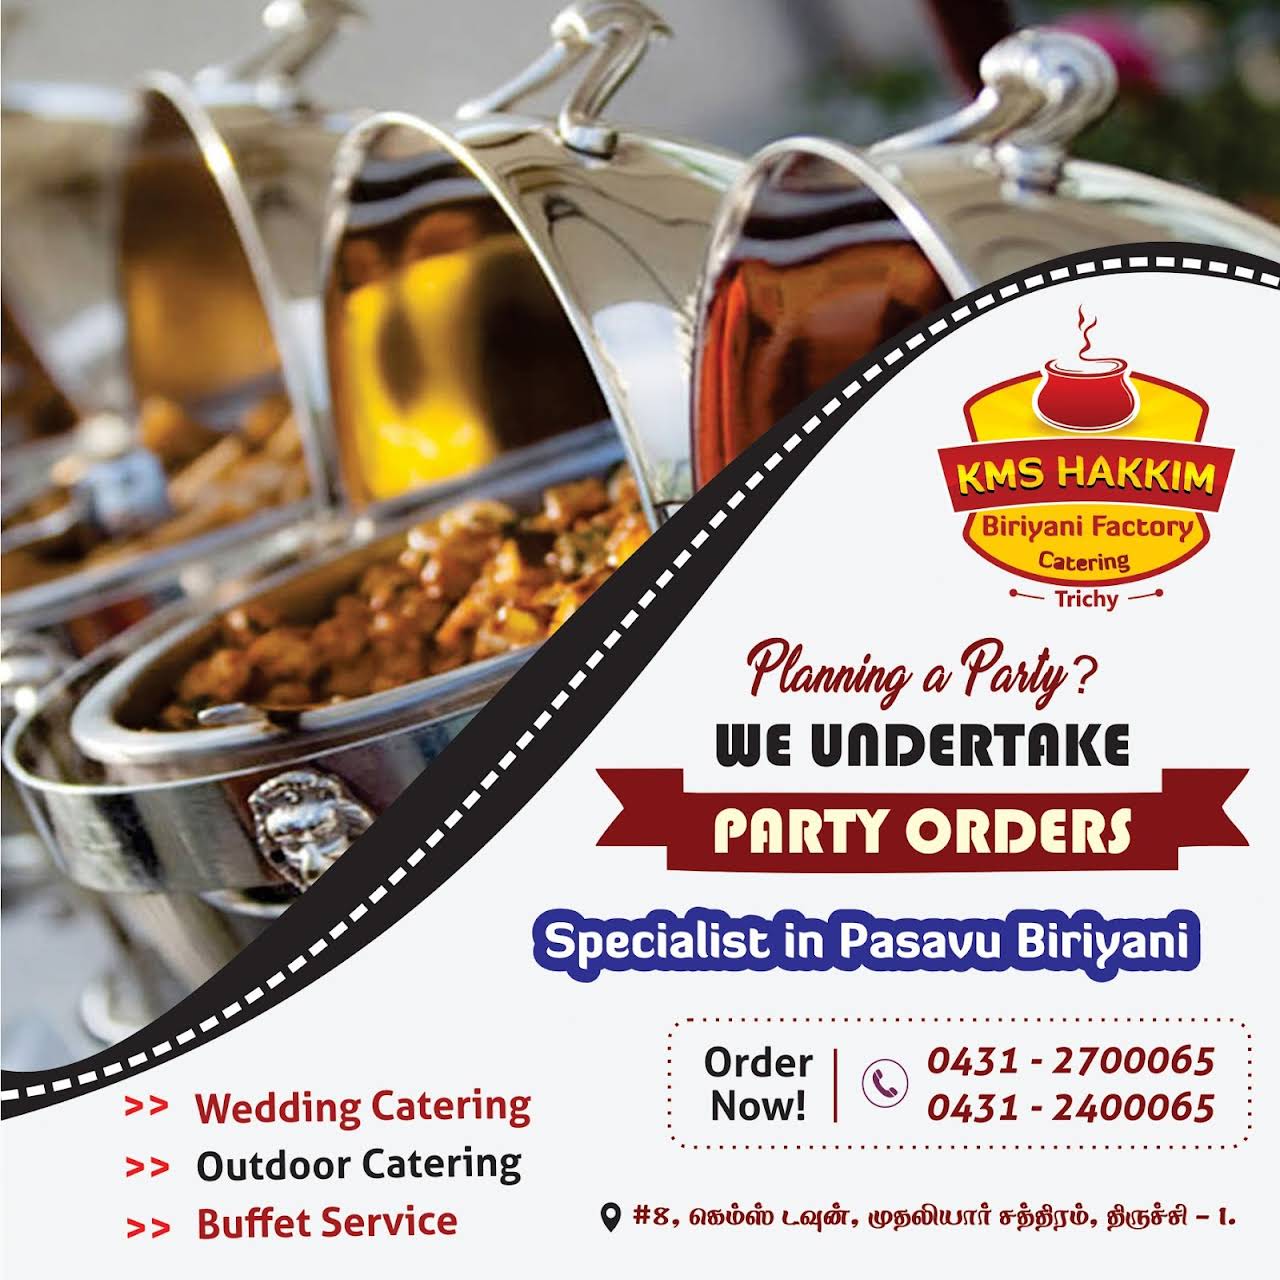 KMS HAKKIM
Biriyani Factory
Catering
Trichy
Planning a Party?
WE UNDERTAKE
PARTY ORDERS
Specialist in Pasavu Biriyani
Order
Now!
0431 - 2700065
0431 - 2400065
>> Wedding Catering
>> Outdoor Catering
>> Buffet Service
#8, கெம்ஸ் டவுன், முதலியார் சத்திரம், திருச்சி - 1.